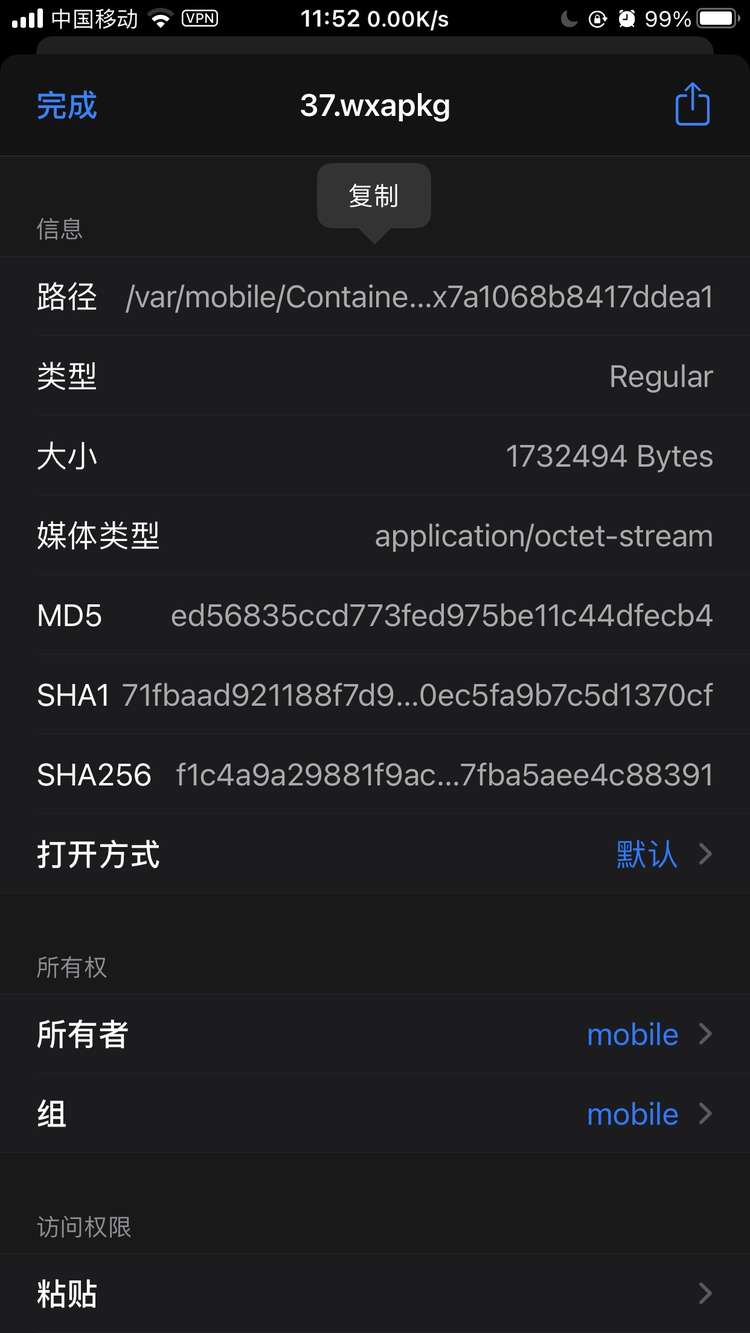 中国移动 VPN 11:52 0.00K/s 99%
完成 37.wxapkg
复制
信息
路径 /var/mobile/Containe...x7a1068b8417ddea1
类型 Regular
大小 1732494 Bytes
媒体类型 application/octet-stream
MD5 ed56835ccd773fed975be11c44dfecb4
SHA1 71fbaad921188f7d9...0ec5fa9b7c5d1370cf
SHA256 f1c4a9a29881f9ac...7fba5aee4c88391
打开方式 默认
所有权
所有者 mobile
组 mobile
访问权限
粘贴